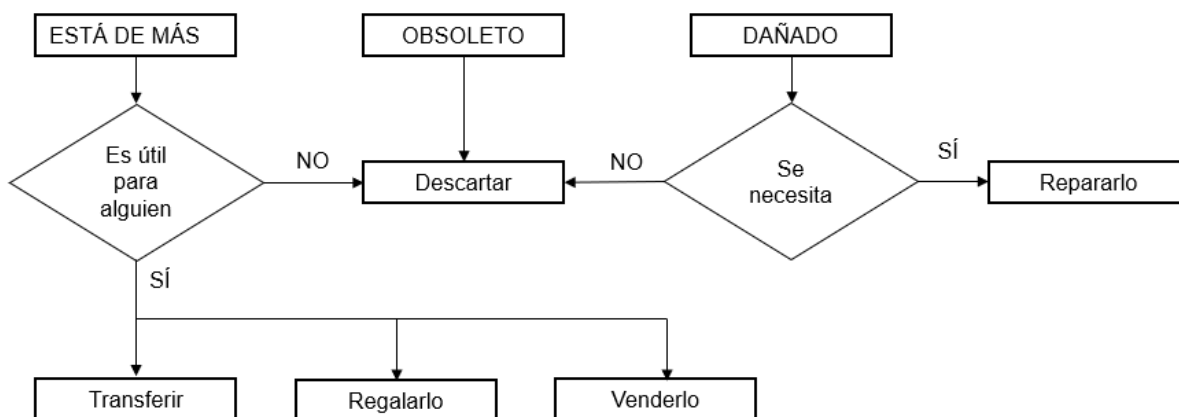 ESTÁ DE MÁS
OBSOLETO
DAÑADO
Es útil
para
alguien
NO
Descartar
NO
Se
necesita
SÍ
Repararlo
SÍ
Transferir
Regalarlo
Venderlo